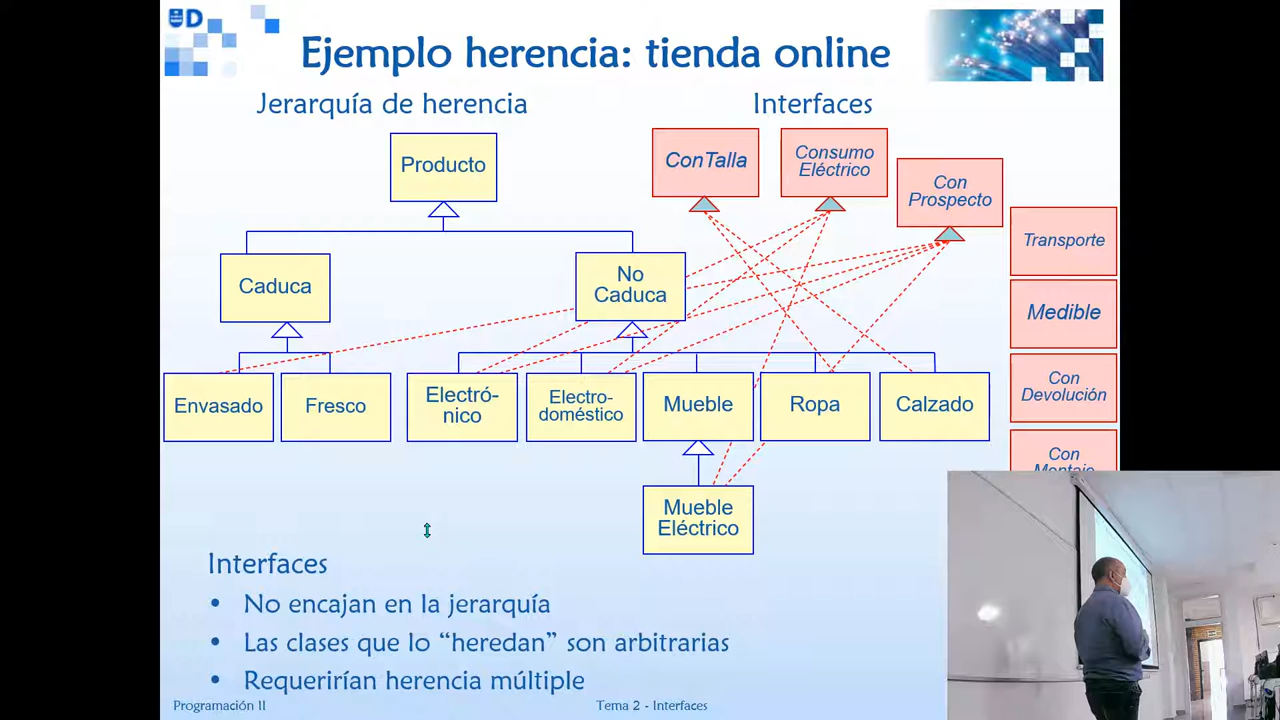 UD
Ejemplo herencia: tienda online
Jerarquía de herencia
Interfaces
Producto
ConTalla
Consumo
Eléctrico
Con
Prospecto
Transporte
Caduca
No
Caduca
Medible
Con
Devolución
Envasado
Fresco
Electró-
nico
Electro-
doméstico
Mueble
Ropa
Calzado
Con
Montaje
Mueble
Eléctrico
Interfaces
• No encajan en la jerarquía
• Las clases que lo “heredan” son arbitrarias
• Requerirían herencia múltiple
Programación II
Tema 2 - Interfaces